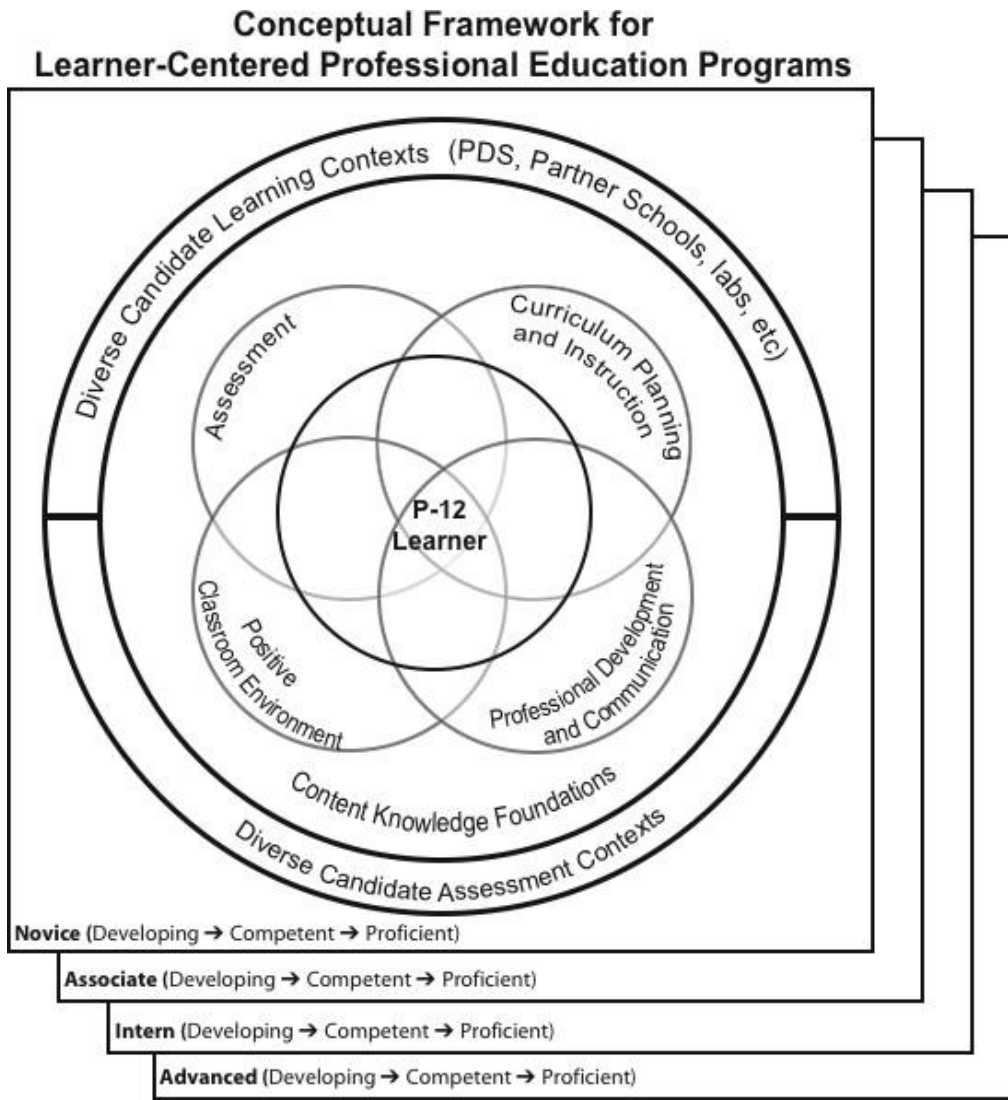 Conceptual Framework for
Learner-Centered Professional Education Programs
Diverse Candidate Learning Contexts (PDS, Partner Schools, labs, etc)
Assessment
Curriculum Planning
and Instruction
P-12
Learner
Positive
Classroom Environment
Professional Development
and Communication
Content Knowledge Foundations
Diverse Candidate Assessment Contexts
Novice (Developing → Competent → Proficient)
Associate (Developing → Competent → Proficient)
Intern (Developing → Competent → Proficient)
Advanced (Developing → Competent → Proficient)